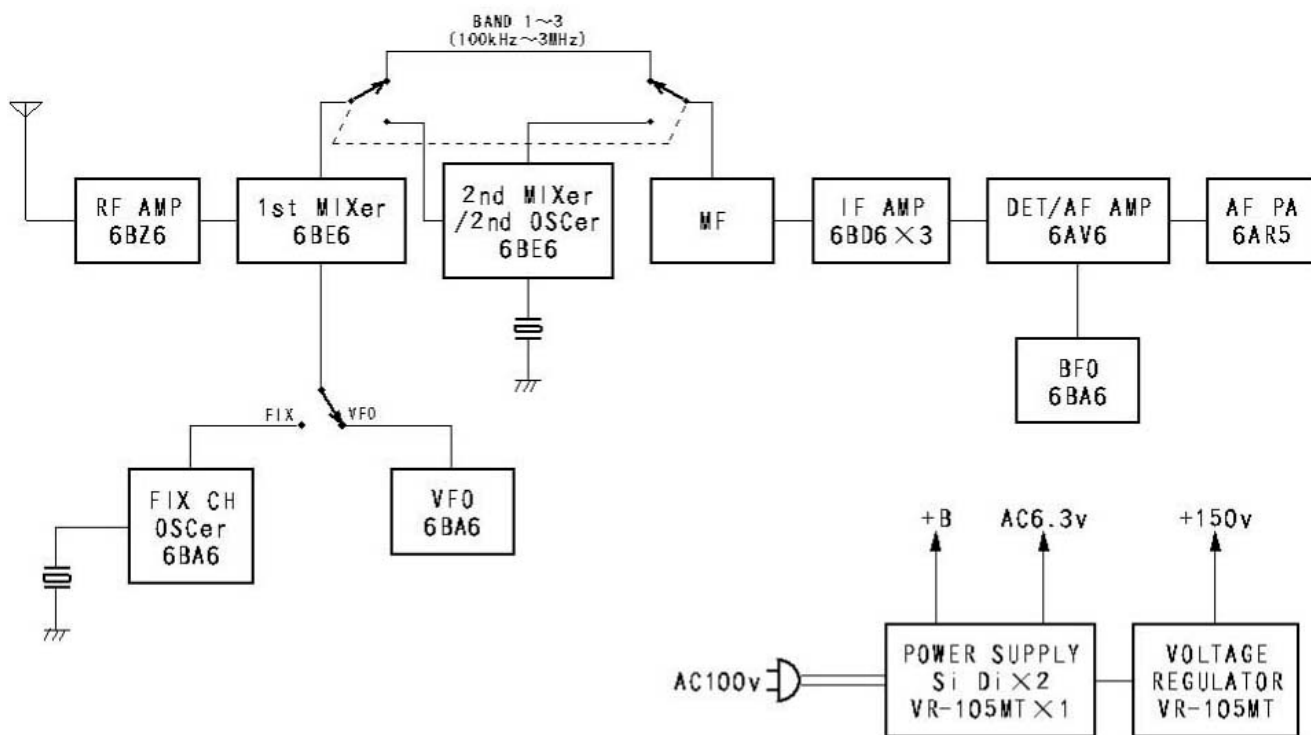 BAND 1～3
(100kHz～3MHz)
RF AMP
6BZ6
1st MIXer
6BE6
2nd MIXer
/2nd OSCer
6BE6
MF
IF AMP
6BD6×3
DET/AF AMP
6AV6
AF PA
6AR5
BFO
6BA6
FIX
VFO
FIX CH
OSCer
6BA6
VFO
6BA6
+B
AC6.3v
+150v
AC100v
POWER SUPPLY
Si Di×2
VR-105MT×1
VOLTAGE
REGULATOR
VR-105MT